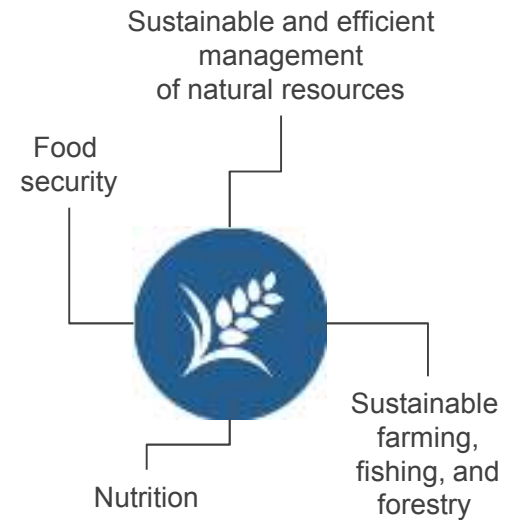 Sustainable and efficient
management
of natural resources
Food
security
Sustainable
farming,
fishing, and
forestry
Nutrition